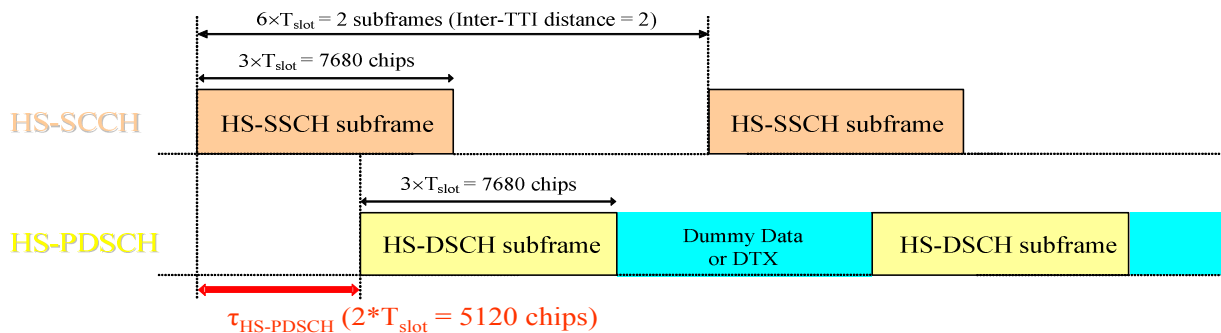 6×Tslot = 2 subframes (Inter-TTI distance = 2)
3×Tslot = 7680 chips
HS-SCCH
HS-SSCH subframe
HS-SSCH subframe
3×Tslot = 7680 chips
HS-PDSCH
HS-DSCH subframe
Dummy Data
or DTX
HS-DSCH subframe
τHS-PDSCH (2*Tslot = 5120 chips)